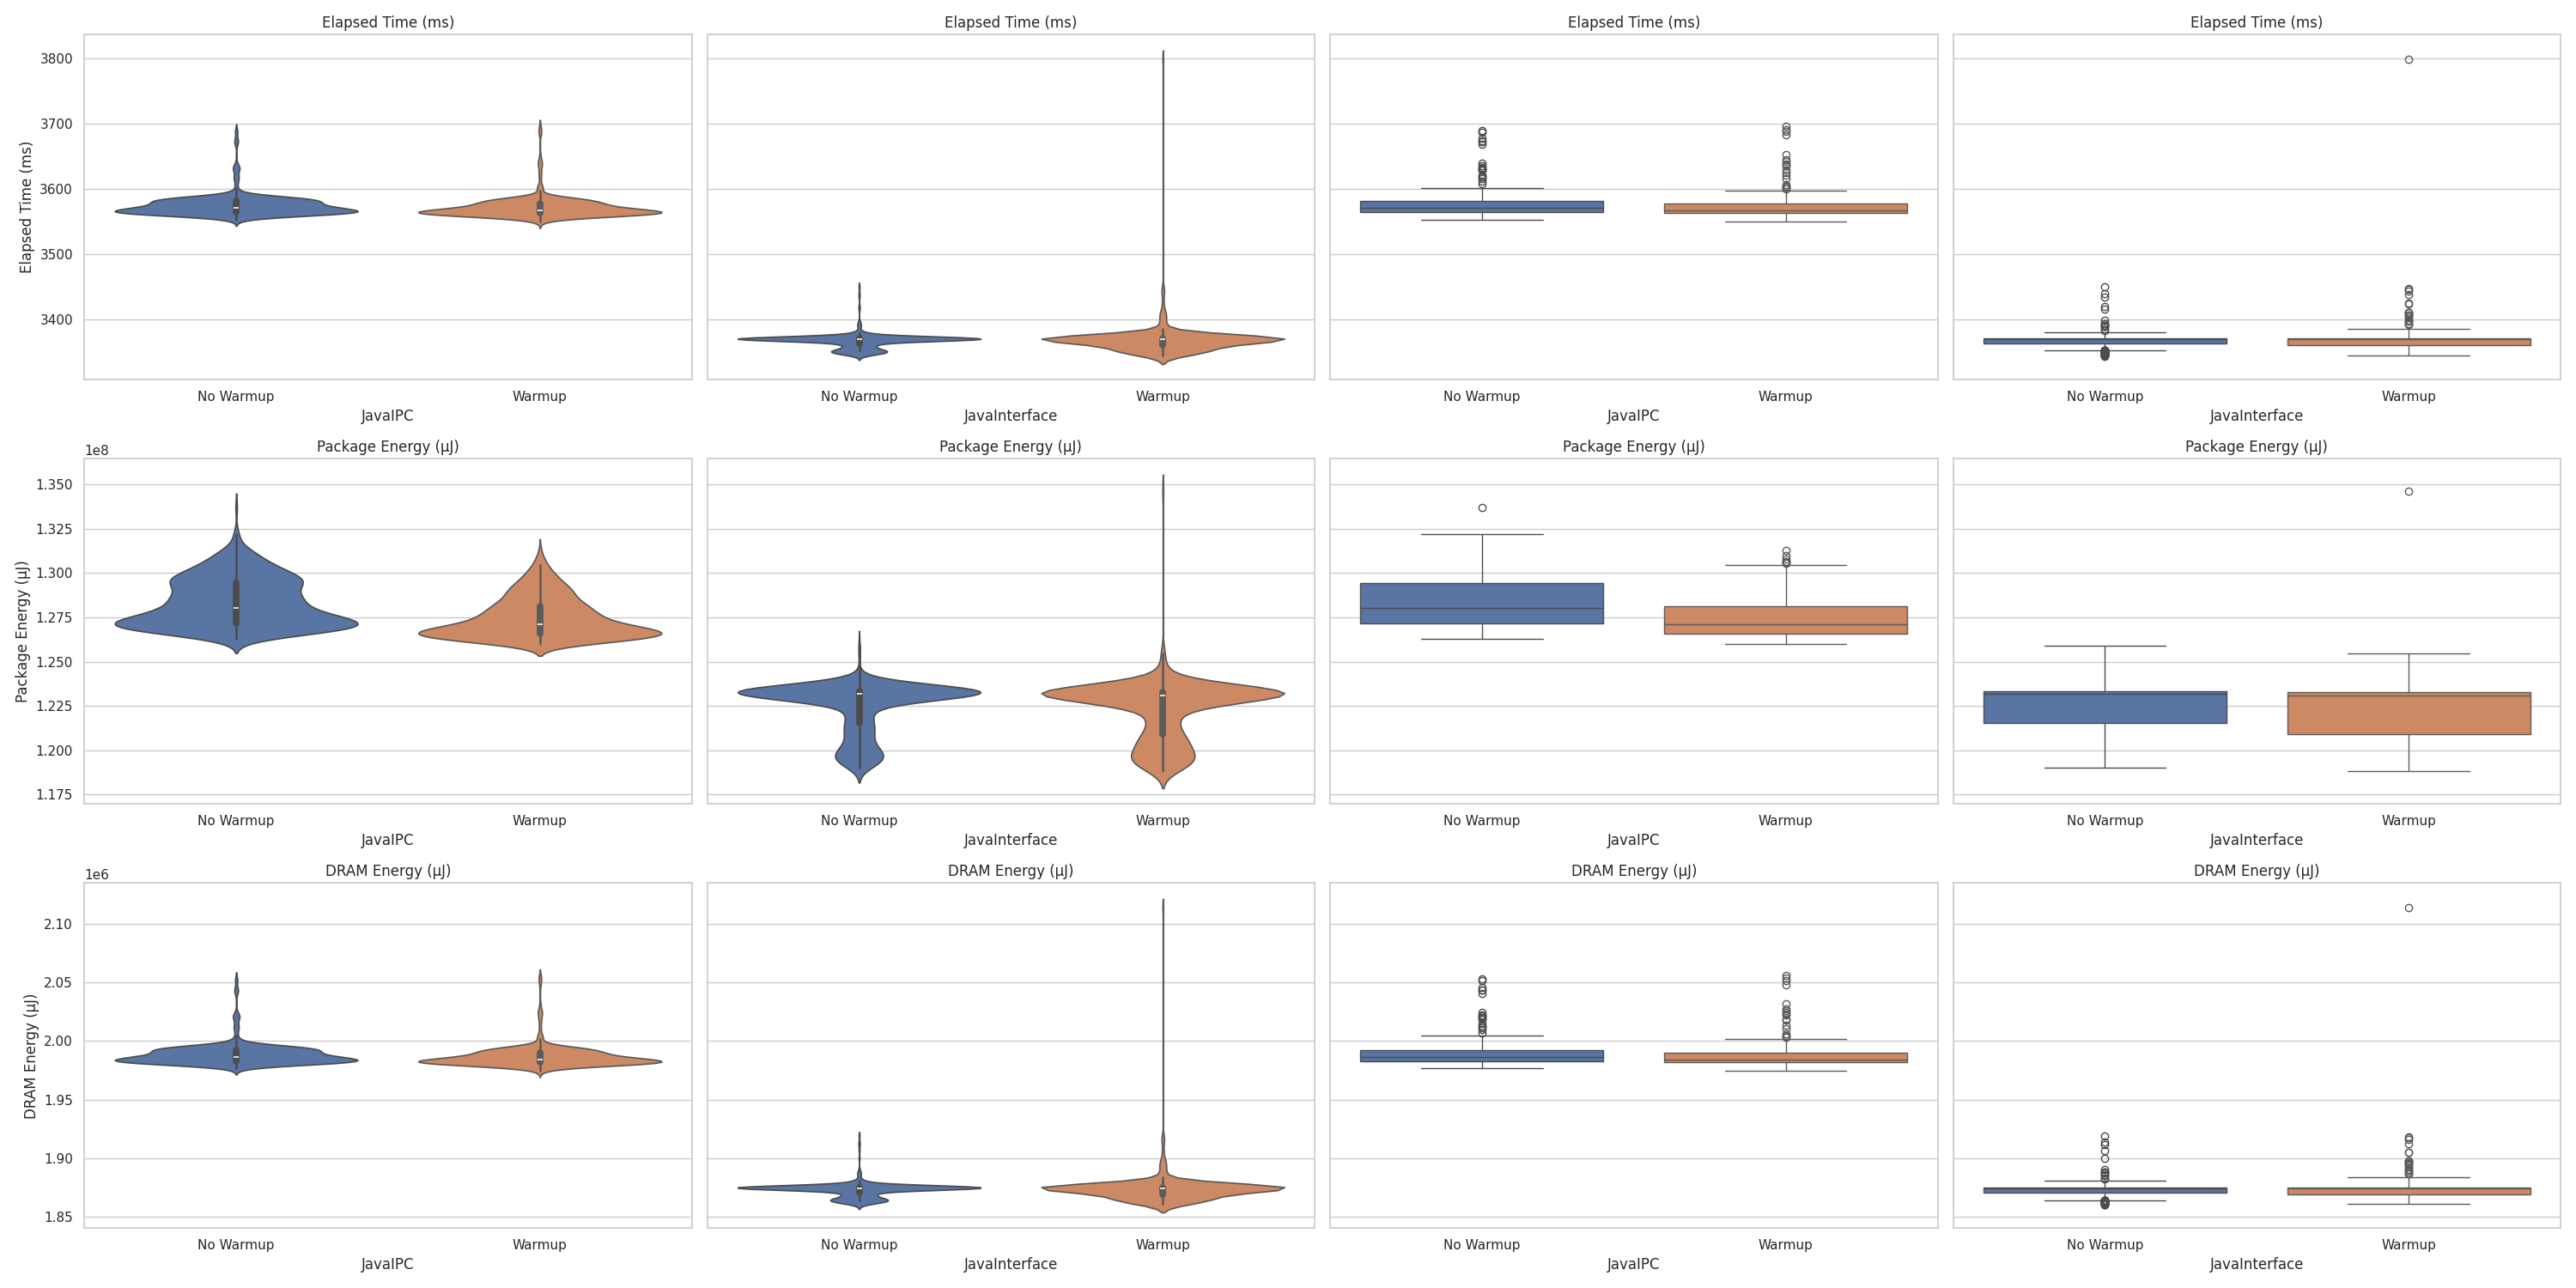 Elapsed Time (ms) Elapsed Time (ms) Elapsed Time (ms) Elapsed Time (ms)
Elapsed Time (ms)
3800
3700
3600
3500
3400
No Warmup Warmup No Warmup Warmup No Warmup Warmup No Warmup Warmup
JavaIPC JavaInterface JavaIPC JavaInterface
1e8
Package Energy (µJ) Package Energy (µJ) Package Energy (µJ) Package Energy (µJ)
Package Energy (µJ)
1.350
1.325
1.300
1.275
1.250
1.225
1.200
1.175
No Warmup Warmup No Warmup Warmup No Warmup Warmup No Warmup Warmup
JavaIPC JavaInterface JavaIPC JavaInterface
1e6
DRAM Energy (µJ) DRAM Energy (µJ) DRAM Energy (µJ) DRAM Energy (µJ)
DRAM Energy (µJ)
2.10
2.05
2.00
1.95
1.90
1.85
No Warmup Warmup No Warmup Warmup No Warmup Warmup No Warmup Warmup
JavaIPC JavaInterface JavaIPC JavaInterface